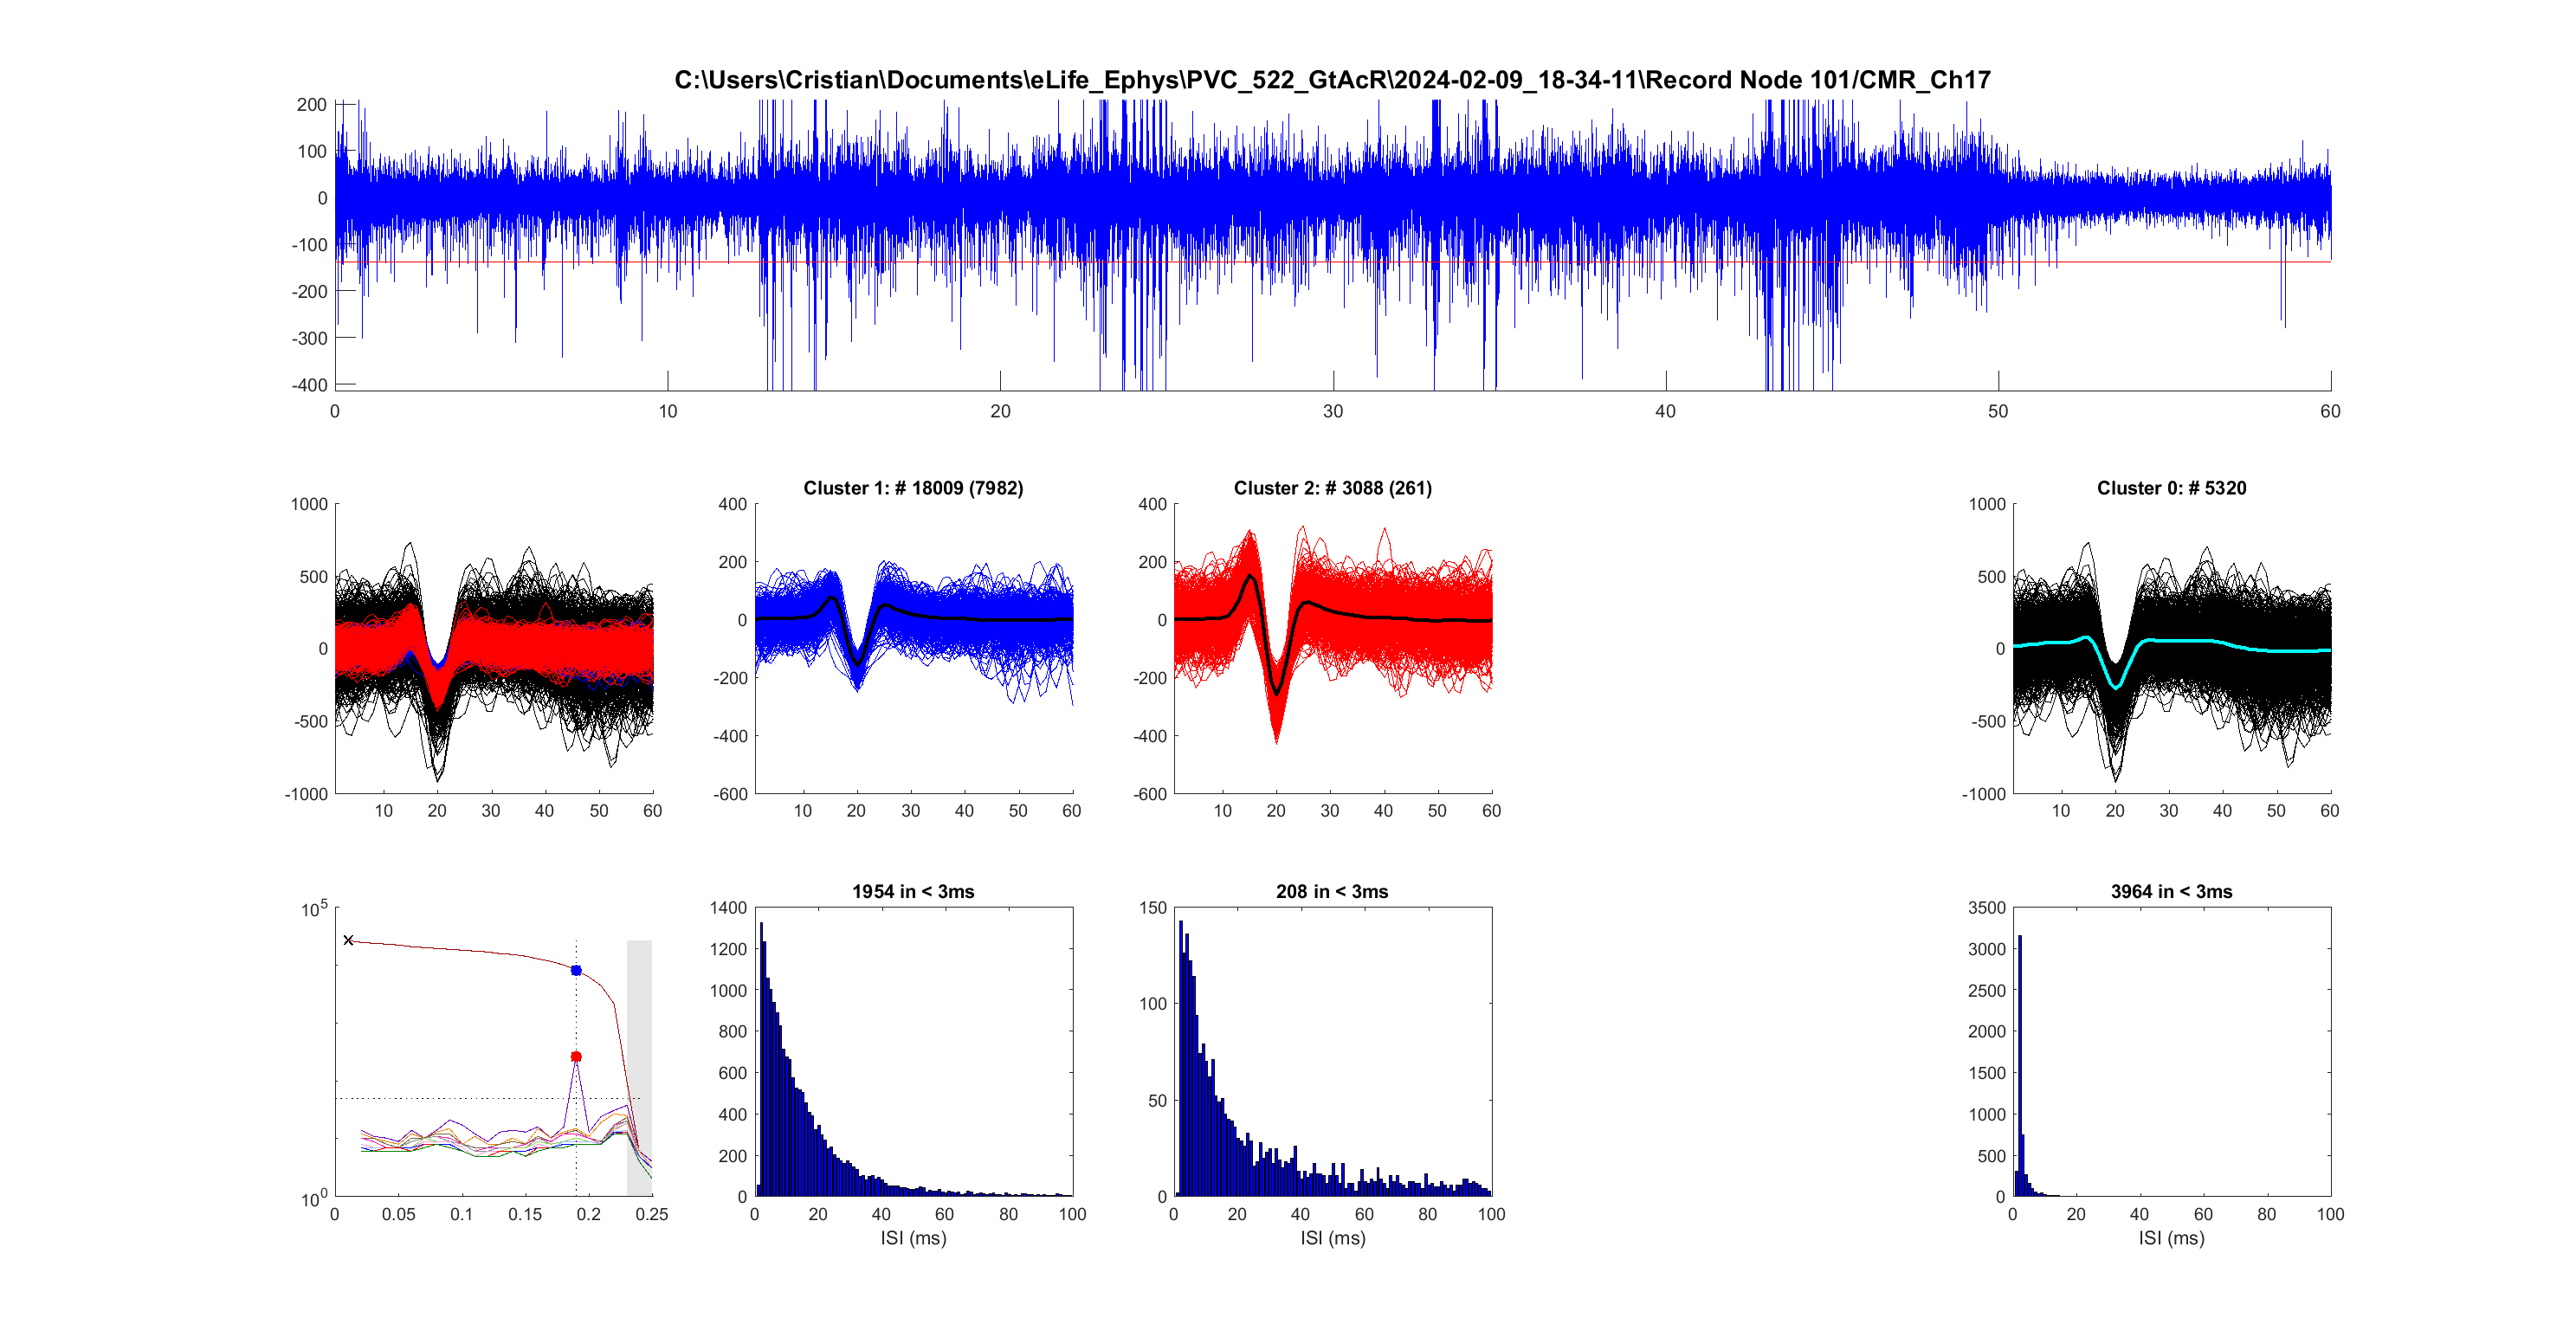 C:\Users\Cristian\Documents\eLife_Ephys\PVC_522_GtAcR\2024-02-09_18-34-11\Record Node 101/CMR_Ch17
200
100
0
-100
-200
-300
-400
0 10 20 30 40 50 60
Cluster 1: # 18009 (7982)
Cluster 2: # 3088 (261)
Cluster 0: # 5320
1000
500
0
-500
-1000
10 20 30 40 50 60
400
200
0
-200
-400
-600
10 20 30 40 50 60
400
200
0
-200
-400
-600
10 20 30 40 50 60
1000
500
0
-500
-1000
10 20 30 40 50 60
10^5
10^0
0 0.05 0.1 0.15 0.2 0.25
1954 in < 3ms
1400
1200
1000
800
600
400
200
0
0 20 40 60 80 100
ISI (ms)
208 in < 3ms
150
100
50
0
0 20 40 60 80 100
ISI (ms)
3964 in < 3ms
3500
3000
2500
2000
1500
1000
500
0
0 20 40 60 80 100
ISI (ms)